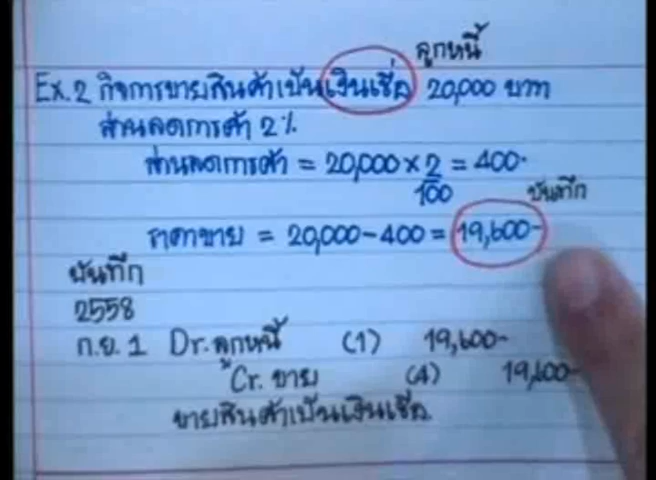 ลูกหนี้
Ex.2 กิจการขายสินค้าเป็นเงินเชื่อ 20,000 บาท
ส่วนลดการค้า 2%
ส่วนลดการค้า = 20,000 × 2/100 = 400-
บันทึก
ราคาขาย = 20,000-400 = 19,600-
บันทึก
2558
ก.ย. 1 Dr. ลูกหนี้ (1) 19,600-
Cr. ขาย (4) 19,600-
ขายสินค้าเป็นเงินเชื่อ